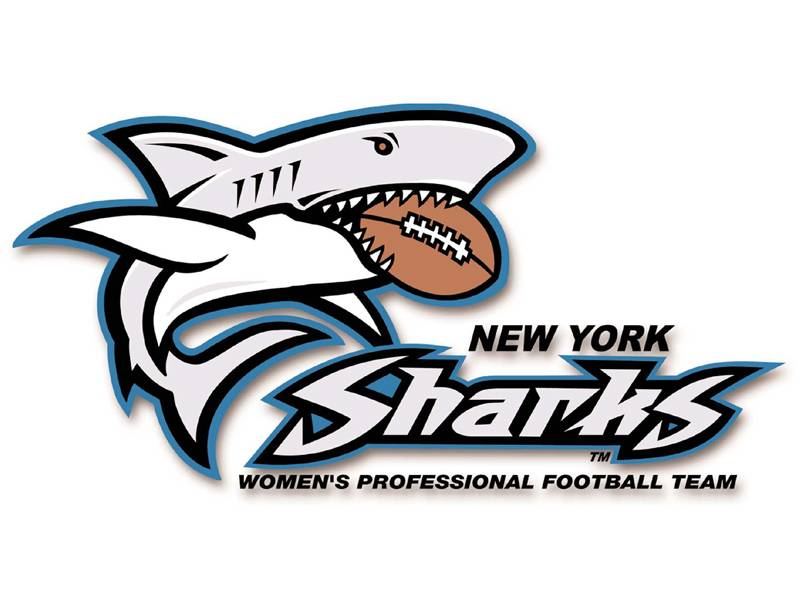 NEW YORK
Sharks
TM
WOMEN'S PROFESSIONAL FOOTBALL TEAM